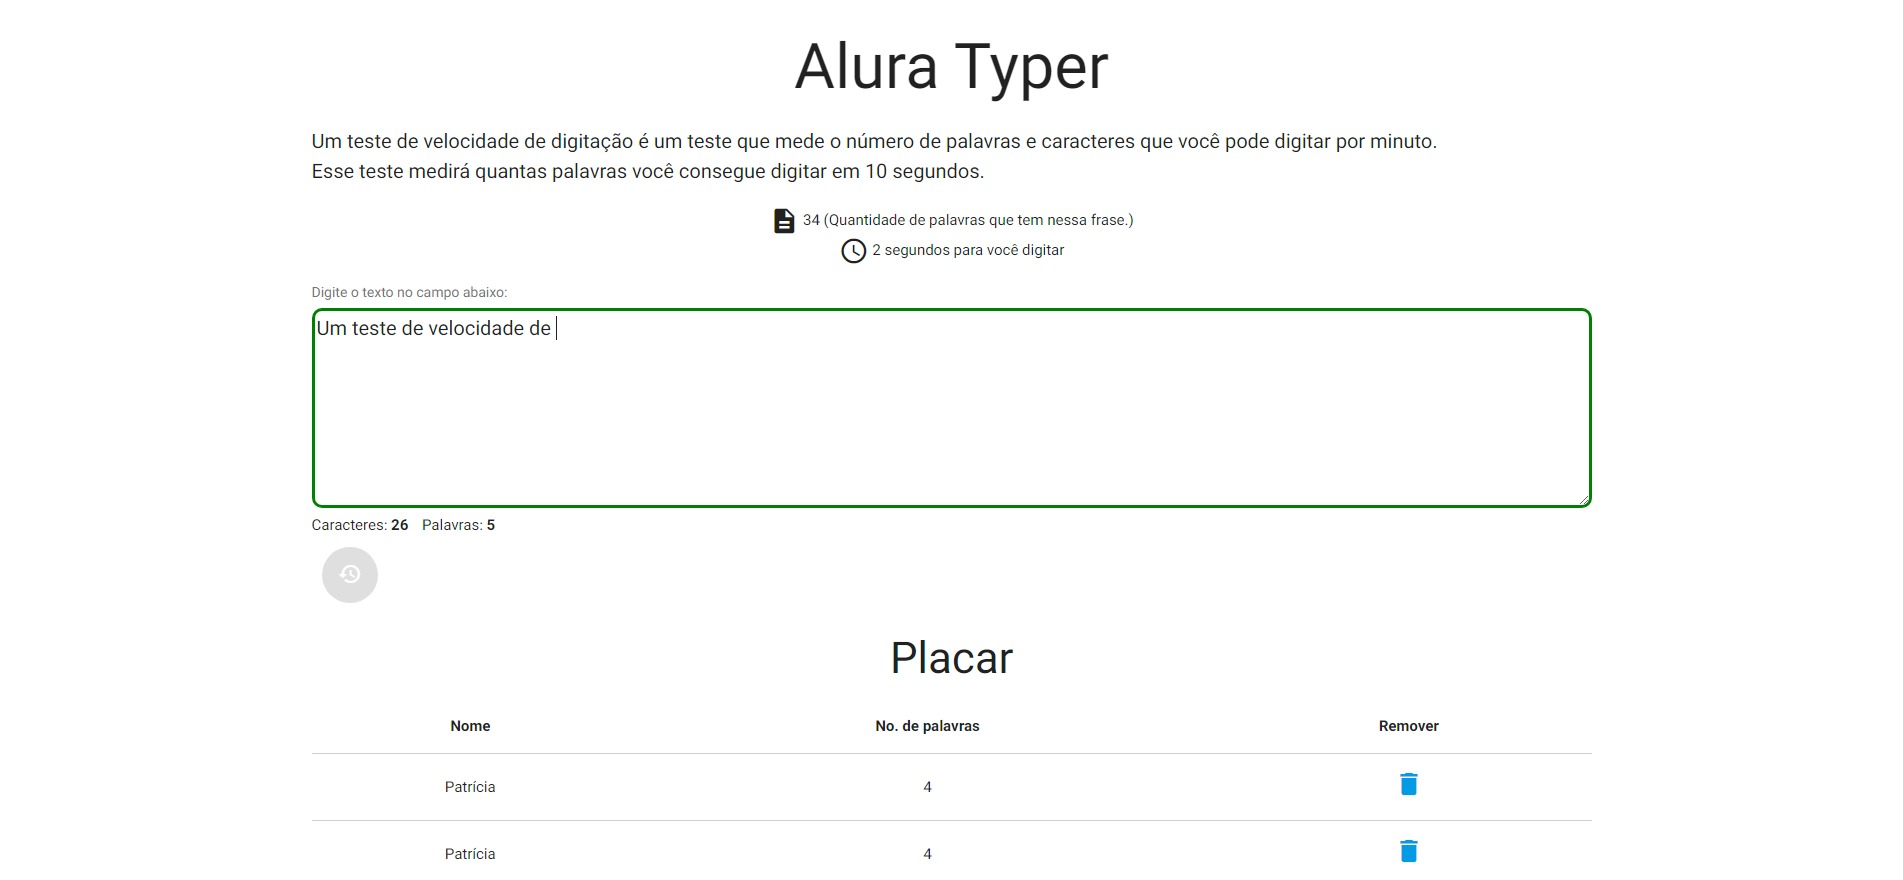 Alura Typer
Um teste de velocidade de digitação é um teste que mede o número de palavras e caracteres que você pode digitar por minuto.
Esse teste medirá quantas palavras você consegue digitar em 10 segundos.
34 (Quantidade de palavras que tem nessa frase.)
2 segundos para você digitar
Digite o texto no campo abaixo:
Um teste de velocidade de
Caracteres: 26 Palavras: 5
Placar
Nome No. de palavras Remover
Patrícia 4
Patrícia 4